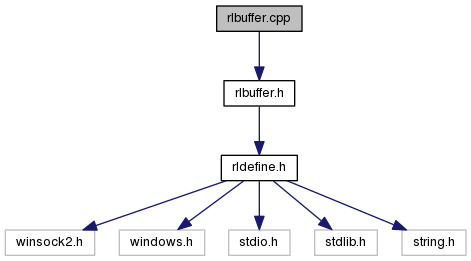 rlbuffer.cpp
rlbuffer.h
rldefine.h
winsock2.h
windows.h
stdio.h
stdlib.h
string.h